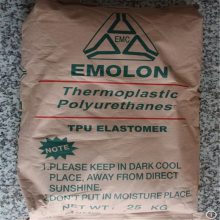 EMC
EMOLON
Thermoplastic
Polyurethanes
TPU ELASTOMER
NOTE
1.PLEASE KEEP IN DARK COOL
PLACE. AWAY FROM DIRECT
SUNSHINE.
2.DON'T PUT IN MOISTURE PLACE.
NET WT: 25 KG